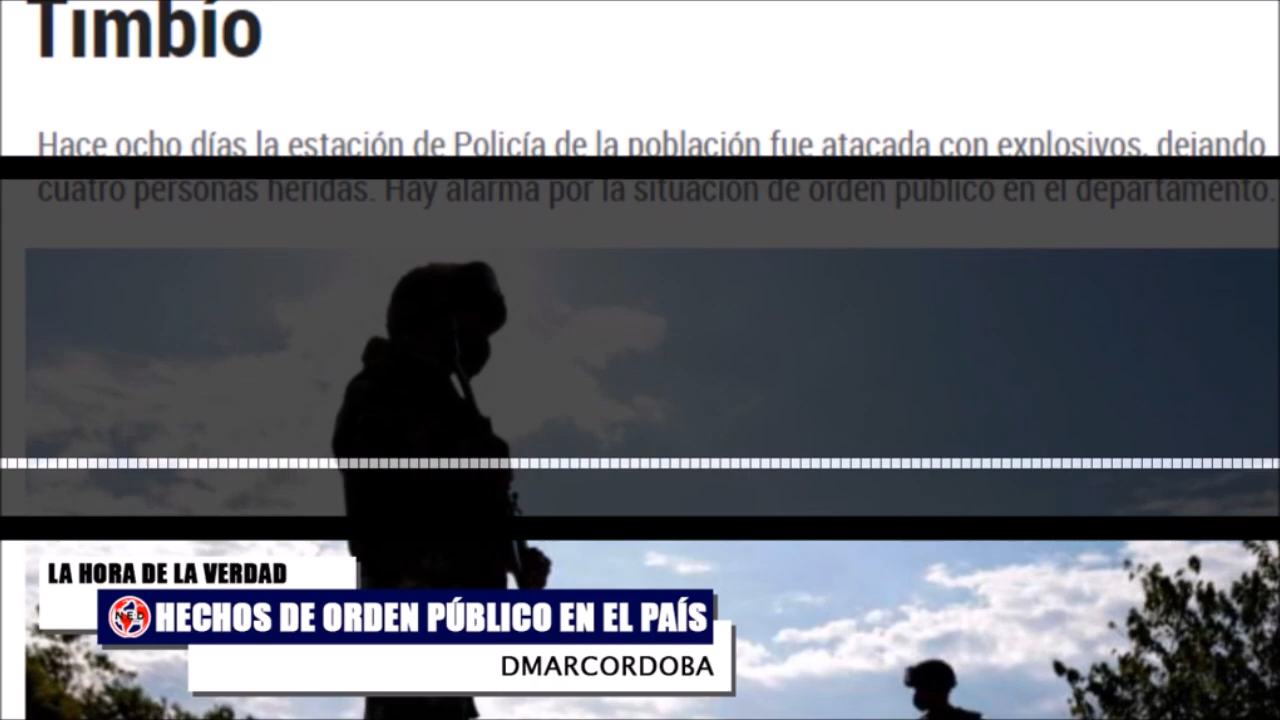 Timbío
Hace ocho días la estación de Policía de la población fue atacada con explosivos, dejando
cuatro personas heridas. Hay alarma por la situación de orden público en el departamento.
LA HORA DE LA VERDAD
HECHOS DE ORDEN PÚBLICO EN EL PAÍS
DMARCORDOBA